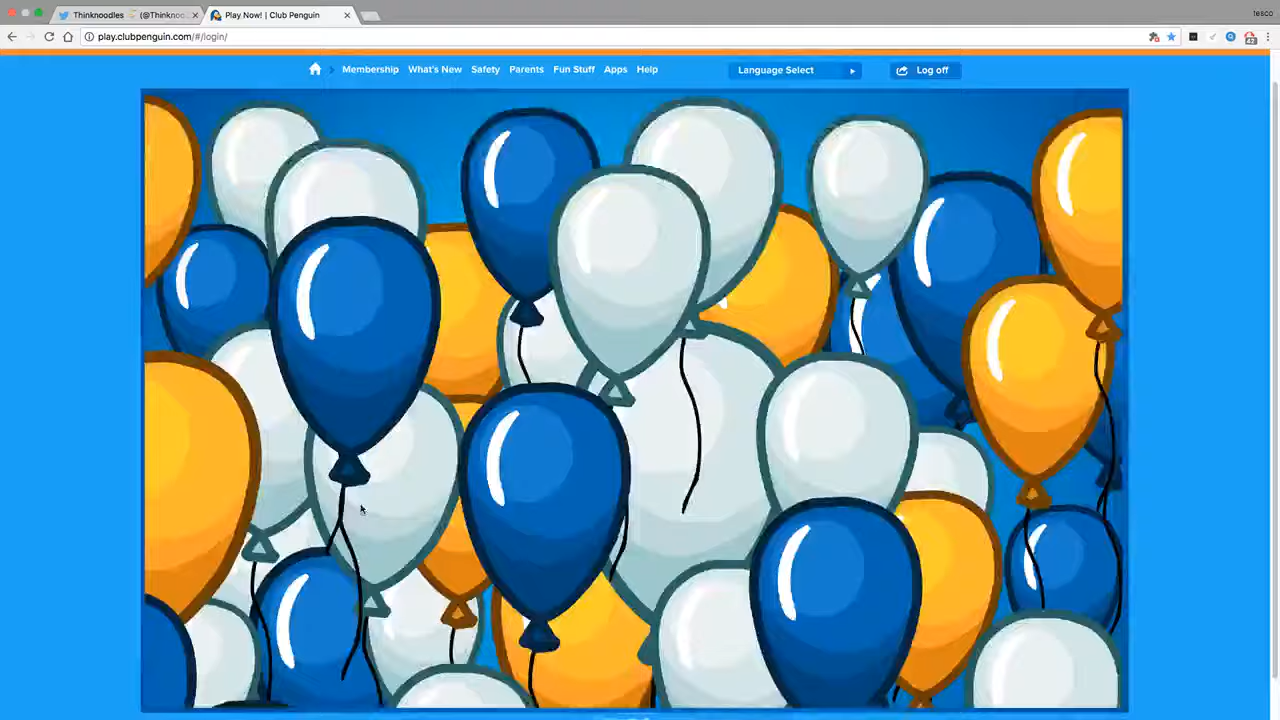 Thinknoodles (@Thinkno
Play Now! | Club Penguin
tesco
play.clubpenguin.com/#/login/
42
Membership What's New Safety Parents Fun Stuff Apps Help Language Select Log off